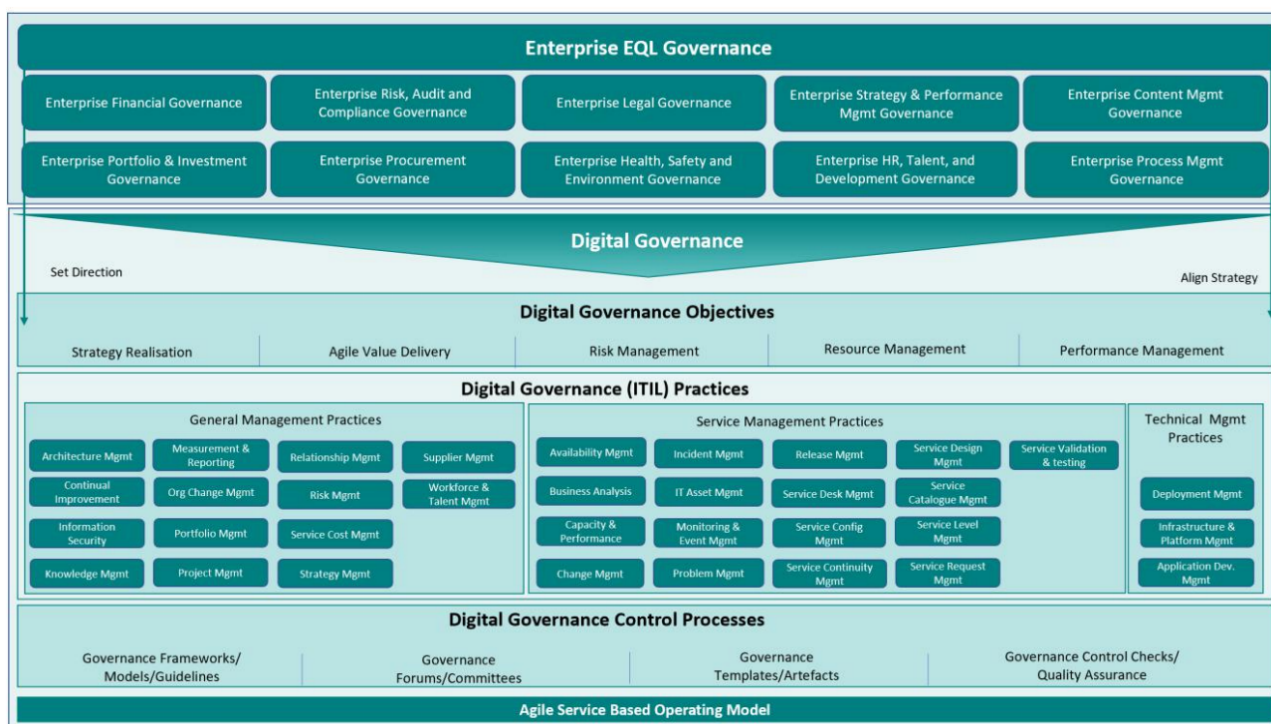 Enterprise EQL Governance
Enterprise Financial Governance
Enterprise Risk, Audit and
Compliance Governance
Enterprise Legal Governance
Enterprise Strategy & Performance
Mgmt Governance
Enterprise Content Mgmt
Governance
Enterprise Portfolio & Investment
Governance
Enterprise Procurement
Governance
Enterprise Health, Safety and
Environment Governance
Enterprise HR, Talent, and
Development Governance
Enterprise Process Mgmt
Governance
Digital Governance
Set Direction
Align Strategy
Digital Governance Objectives
Strategy Realisation
Agile Value Delivery
Risk Management
Resource Management
Performance Management
Digital Governance (ITIL) Practices
General Management Practices
Architecture Mgmt
Measurement &
Reporting
Relationship Mgmt
Supplier Mgmt
Continual
Improvement
Org Change Mgmt
Risk Mgmt
Workforce &
Talent Mgmt
Information
Security
Portfolio Mgmt
Service Cost Mgmt
Knowledge Mgmt
Project Mgmt
Strategy Mgmt
Service Management Practices
Availability Mgmt
Incident Mgmt
Release Mgmt
Service Design
Mgmt
Service Validation
& testing
Business Analysis
IT Asset Mgmt
Service Desk Mgmt
Service
Catalogue Mgmt
Capacity &
Performance
Monitoring &
Event Mgmt
Service Config
Mgmt
Service Level
Mgmt
Change Mgmt
Problem Mgmt
Service Continuity
Mgmt
Service Request
Mgmt
Technical Mgmt
Practices
Deployment Mgmt
Infrastructure &
Platform Mgmt
Application Dev.
Mgmt
Digital Governance Control Processes
Governance Frameworks/
Models/Guidelines
Governance
Forums/Committees
Governance
Templates/Artefacts
Governance Control Checks/
Quality Assurance
Agile Service Based Operating Model